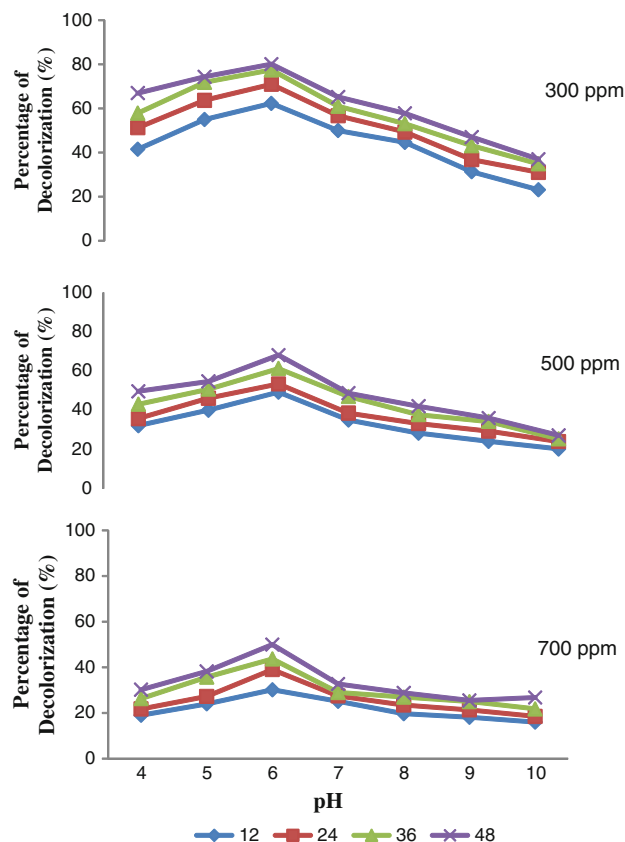 100
80
60
40
20
0
Percentage of
Decolorization (%)
300 ppm
100
80
60
40
20
0
Percentage of
Decolorization (%)
500 ppm
100
80
60
40
20
0
Percentage of
Decolorization (%)
700 ppm
4 5 6 7 8 9 10
pH
12 24 36 48